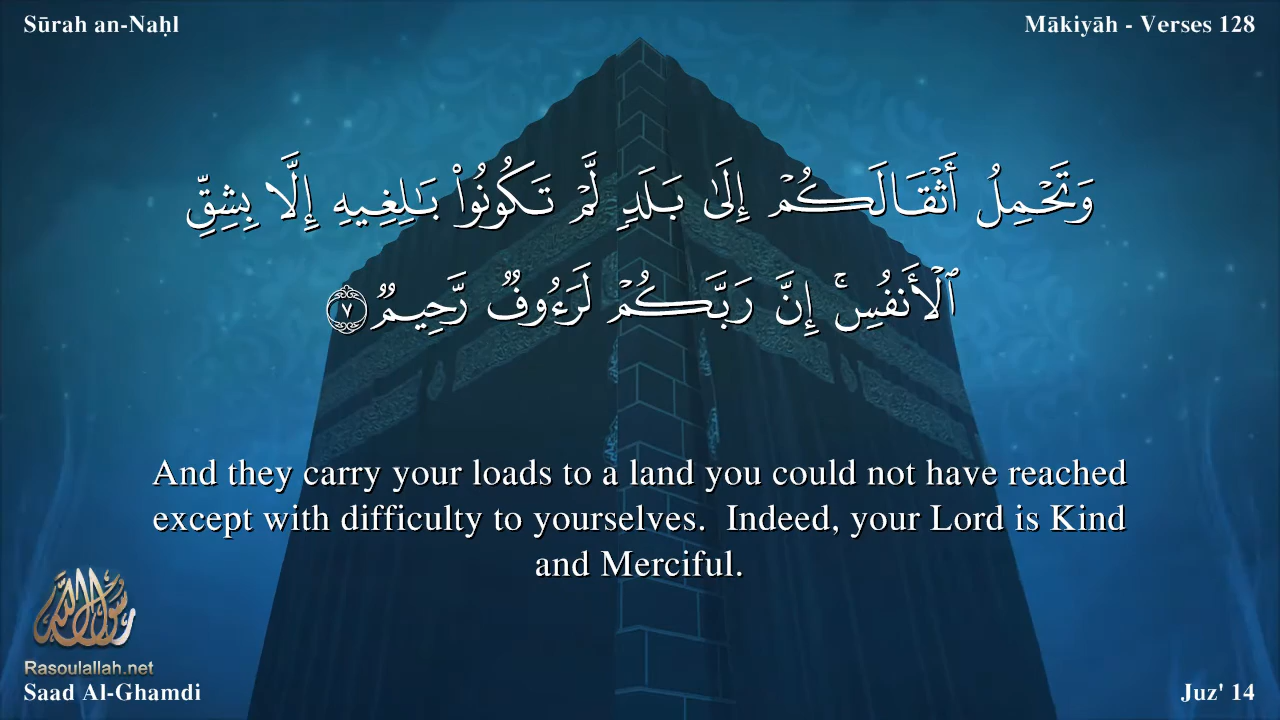 Sūrah an-Naḥl
Mākiyāh - Verses 128
وَتَحْمِلُ أَثْقَالَكُمْ إِلَىٰ بَلَدٍ لَّمْ تَكُونُوا۟ بَـٰلِغِيهِ إِلَّا بِشِقِّ
ٱلْأَنفُسِ ۚ إِنَّ رَبَّكُمْ لَرَءُوفٌ رَّحِيمٌ ٧
And they carry your loads to a land you could not have reached
except with difficulty to yourselves.  Indeed, your Lord is Kind
and Merciful.
رسول الله
Rasoulallah.net
Saad Al-Ghamdi
Juz' 14